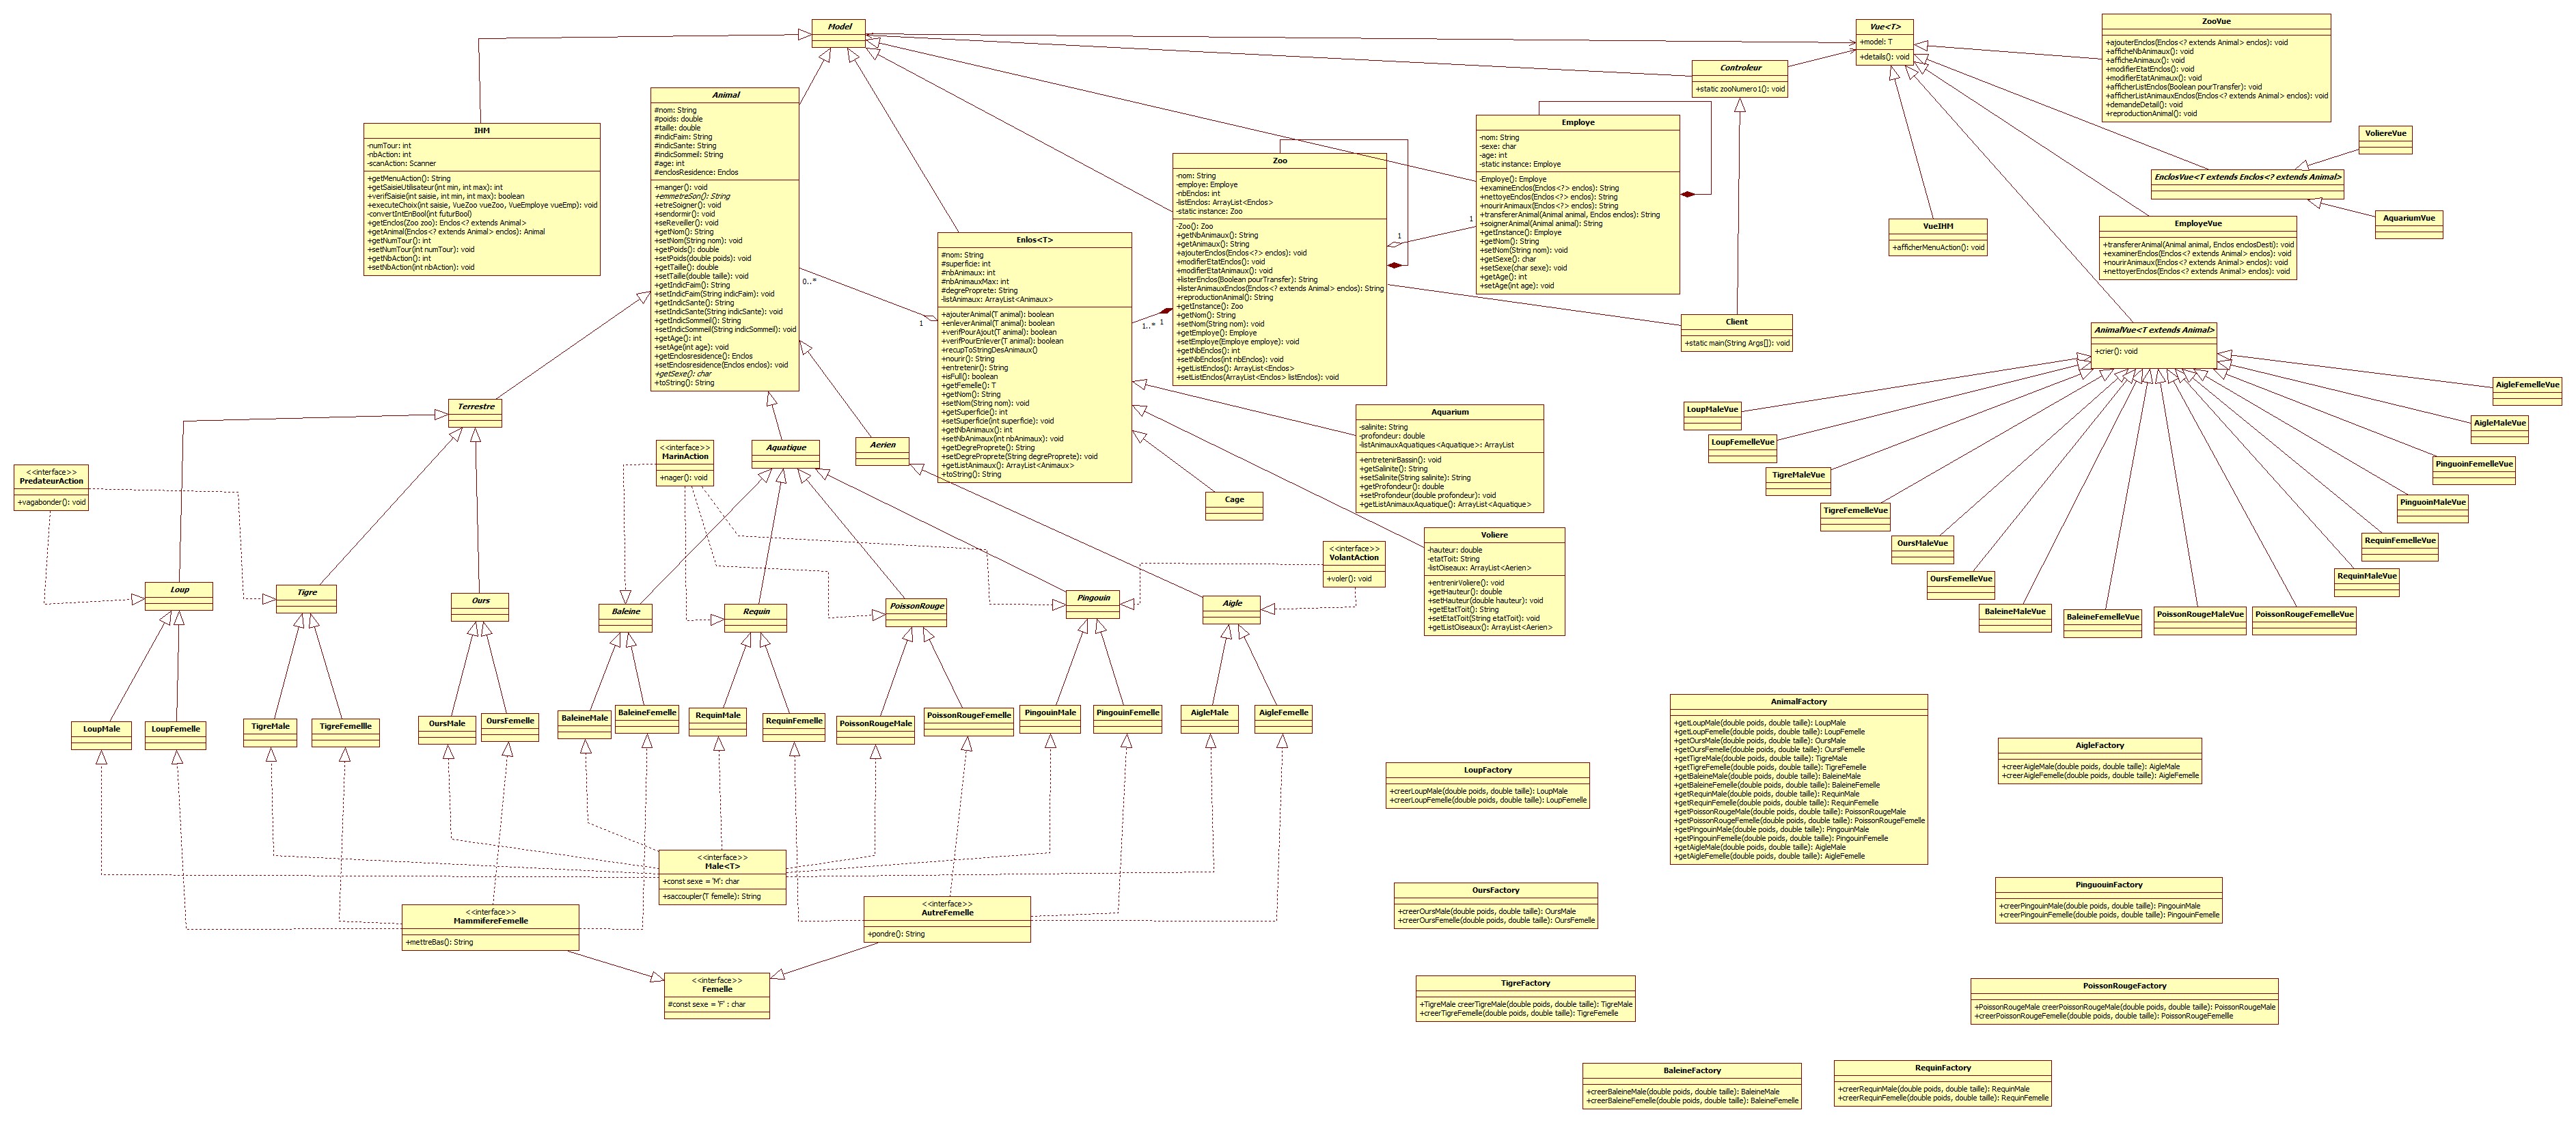 Model
IHM
-numTour: int
-nbAction: int
-scanAction: Scanner
+getMenuAction(): String
+getSaisieUtilisateur(int min, int max): int
+verifSaisie(int saisie, int min, int max): boolean
+executeChoix(int saisie, VueZoo vueZoo, VueEmploye vueEmp): void
-convertIntEnBool(int futurBool)
+getEnclos(Zoo zoo): Enclos<? extends Animal>
+getAnimal(Enclos<? extends Animal> enclos): Animal
+getNumTour(): int
+setNumTour(int numTour): void
+getNbAction(): int
+setNbAction(int nbAction): void
Animal
#nom: String
#poids: double
#taille: double
#indicFaim: String
#indicSante: String
#indicSommeil: String
#age: int
#enclosResidence: Enclos
+manger(): void
+emmetreSon(): String
+etreSoigner(): void
+sendormir(): void
+seReveiller(): void
+getNom(): String
+setNom(String nom): void
+getPoids(): double
+setPoids(double poids): void
+getTaille(): double
+setTaille(double taille): void
+getIndicFaim(): String
+setIndicFaim(String indicFaim): void
+getIndicSante(): String
+setIndicSante(String indicSante): void
+getIndicSommeil(): String
+setIndicSommeil(String indicSommeil): void
+getAge(): int
+setAge(int age): void
+getEnclosresidence(): Enclos
+setEnclosresidence(Enclos enclos): void
+getSexe(): char
+toString(): String
0..*
1
Enlos<T>
#nom: String
#superficie: int
#nbAnimaux: int
#nbAnimauxMax: int
#degreProprete: String
-listAnimaux: ArrayList<Animaux>
+ajouterAnimal(T animal): boolean
+enleverAnimal(T animal): boolean
+verifPourAjout(T animal): boolean
+verifPourEnlever(T animal): boolean
+recupToStringDesAnimaux()
+nourir(): String
+entretenir(): String
+isFull(): boolean
+getFemelle(): T
+getNom(): String
+setNom(String nom): void
+getSuperficie(): int
+setSuperficie(int superficie): void
+getNbAnimaux(): int
+setNbAnimaux(int nbAnimaux): void
+getDegreProprete(): String
+setDegreProprete(String degreProprete): void
+getListAnimaux(): ArrayList<Animaux>
+toString(): String
1..*
1
Zoo
-nom: String
-employe: Employe
-nbEnclos: int
-listEnclos: ArrayList<Enclos>
-static instance: Zoo
-Zoo(): Zoo
+getNbAnimaux(): String
+getAnimaux(): String
+ajouterEnclos(Enclos<?> enclos): void
+modifierEtatEnclos(): void
+modifierEtatAnimaux(): void
+listerEnclos(Boolean pourTransfer): String
+listerAnimauxEnclos(Enclos<? extends Animal> enclos): String
+reproductionAnimal(): String
+getInstance(): Zoo
+getNom(): String
+setNom(String nom): void
+getEmploye(): Employe
+setEmploye(Employe employe): void
+getNbEnclos(): int
+setNbEnclos(int nbEnclos): void
+getListEnclos(): ArrayList<Enclos>
+setListEnclos(ArrayList<Enclos> listEnclos): void
1
1
Employe
-nom: String
-sexe: char
-age: int
-static instance: Employe
-Employe(): Employe
+examineEnclos(Enclos<?> enclos): String
+nettoyeEnclos(Enclos<?> enclos): String
+nourirAnimaux(Enclos<?> enclos): String
+transfererAnimal(Animal animal, Enclos enclos): String
+soignerAnimal(Animal animal): String
+getInstance(): Employe
+getNom(): String
+setNom(String nom): void
+getSexe(): char
+setSexe(char sexe): void
+getAge(): int
+setAge(int age): void
Controleur
+static zooNumero1(): void
Client
+static main(String Args[]): void
Vue<T>
+model: T
+details(): void
ZooVue
+ajouterEnclos(Enclos<? extends Animal> enclos): void
+afficheNbAnimaux(): void
+afficheAnimaux(): void
+modifierEtatEnclos(): void
+modifierEtatAnimaux(): void
+afficherListEnclos(Boolean pourTransfer): void
+afficherListAnimauxEnclos(Enclos<? extends Animal> enclos): void
+demandeDetail(): void
+reproductionAnimal(): void
VoliereVue
EnclosVue<T extends Enclos<? extends Animal>
AquariumVue
VueIHM
+afficherMenuAction(): void
EmployeVue
+transfererAnimal(Animal animal, Enclos enclosDesti): void
+examinerEnclos(Enclos<? extends Animal> enclos): void
+nourirAnimaux(Enclos<? extends Animal> enclos): void
+nettoyerEnclos(Enclos<? extends Animal> enclos): void
AnimalVue<T extends Animal>
+crier(): void
LoupMaleVue
LoupFemelleVue
TigreMaleVue
TigreFemelleVue
OursMaleVue
OursFemelleVue
BaleineMaleVue
BaleineFemelleVue
PoissonRougeMaleVue
PoissonRougeFemelleVue
RequinMaleVue
RequinFemelleVue
PinguoinMaleVue
PinguoinFemelleVue
AigleMaleVue
AigleFemelleVue
Terrestre
Aquatique
Aerien
<<interface>>
PredateurAction
+vagabonder(): void
<<interface>>
MarinAction
+nager(): void
Cage
Aquarium
-salinite: String
-profondeur: double
-listAnimauxAquatiques<Aquatique>: ArrayList
+entretenirBassin(): void
+getSalinite(): String
+setSalinite(String salinite): String
+getProfondeur(): double
+setProfondeur(double profondeur): void
+getListAnimauxAquatique(): ArrayList<Aquatique>
Voliere
-hauteur: double
-etatToit: String
-listOiseaux: ArrayList<Aerien>
+entrenirVoliere(): void
+getHauteur(): double
+setHauteur(double hauteur): void
+getEtatToit(): String
+setEtatToit(String etatToit): void
+getListOiseaux(): ArrayList<Aerien>
<<interface>>
VolantAction
+voler(): void
Loup
Tigre
Ours
Baleine
Requin
PoissonRouge
Pingouin
Aigle
LoupMale
LoupFemelle
TigreMale
TigreFemellle
OursMale
OursFemelle
BaleineMale
BaleineFemelle
RequinMale
RequinFemelle
PoissonRougeMale
PoissonRougeFemelle
PingouinMale
PingouinFemelle
AigleMale
AigleFemelle
<<interface>>
Male<T>
+const sexe = 'M': char
+saccoupler(T femelle): String
<<interface>>
MammifereFemelle
+mettreBas(): String
<<interface>>
AutreFemelle
+pondre(): String
<<interface>>
Femelle
#const sexe = 'F' : char
AnimalFactory
+getLoupMale(double poids, double taille): LoupMale
+getLoupFemelle(double poids, double taille): LoupFemelle
+getOursMale(double poids, double taille): OursMale
+getOursFemelle(double poids, double taille): OursFemelle
+getTigreMale(double poids, double taille): TigreMale
+getTigreFemelle(double poids, double taille): TigreFemelle
+getBaleineMale(double poids, double taille): BaleineMale
+getBaleineFemelle(double poids, double taille): BaleineFemelle
+getRequinMale(double poids, double taille): RequinMale
+getRequinFemelle(double poids, double taille): RequinFemelle
+getPoissonRougeMale(double poids, double taille): PoissonRougeMale
+getPoissonRougeFemelle(double poids, double taille): PoissonRougeFemelle
+getPingouinMale(double poids, double taille): PingouinMale
+getPingouinFemelle(double poids, double taille): PingouinFemelle
+getAigleMale(double poids, double taille): AigleMale
+getAigleFemelle(double poids, double taille): AigleFemelle
AigleFactory
+creerAigleMale(double poids, double taille): AigleMale
+creerAigleFemelle(double poids, double taille): AigleFemelle
LoupFactory
+creerLoupMale(double poids, double taille): LoupMale
+creerLoupFemelle(double poids, double taille): LoupFemelle
OursFactory
+creerOursMale(double poids, double taille): OursMale
+creerOursFemelle(double poids, double taille): OursFemelle
PinguouinFactory
+creerPingouinMale(double poids, double taille): PingouinMale
+creerPingouinFemelle(double poids, double taille): PingouinFemelle
TigreFactory
+TigreMale creerTigreMale(double poids, double taille): TigreMale
+creerTigreFemelle(double poids, double taille): TigreFemelle
PoissonRougeFactory
+PoissonRougeMale creerPoissonRougeMale(double poids, double taille): PoissonRougeMale
+creerPoissonRougeFemelle(double poids, double taille): PoissonRougeFemellle
BaleineFactory
+creerBaleineMale(double poids, double taille): BaleineMale
+creerBaleineFemelle(double poids, double taille): BaleineFemelle
RequinFactory
+creerRequinMale(double poids, double taille): RequinMale
+creerRequinFemelle(double poids, double taille): RequinFemelle